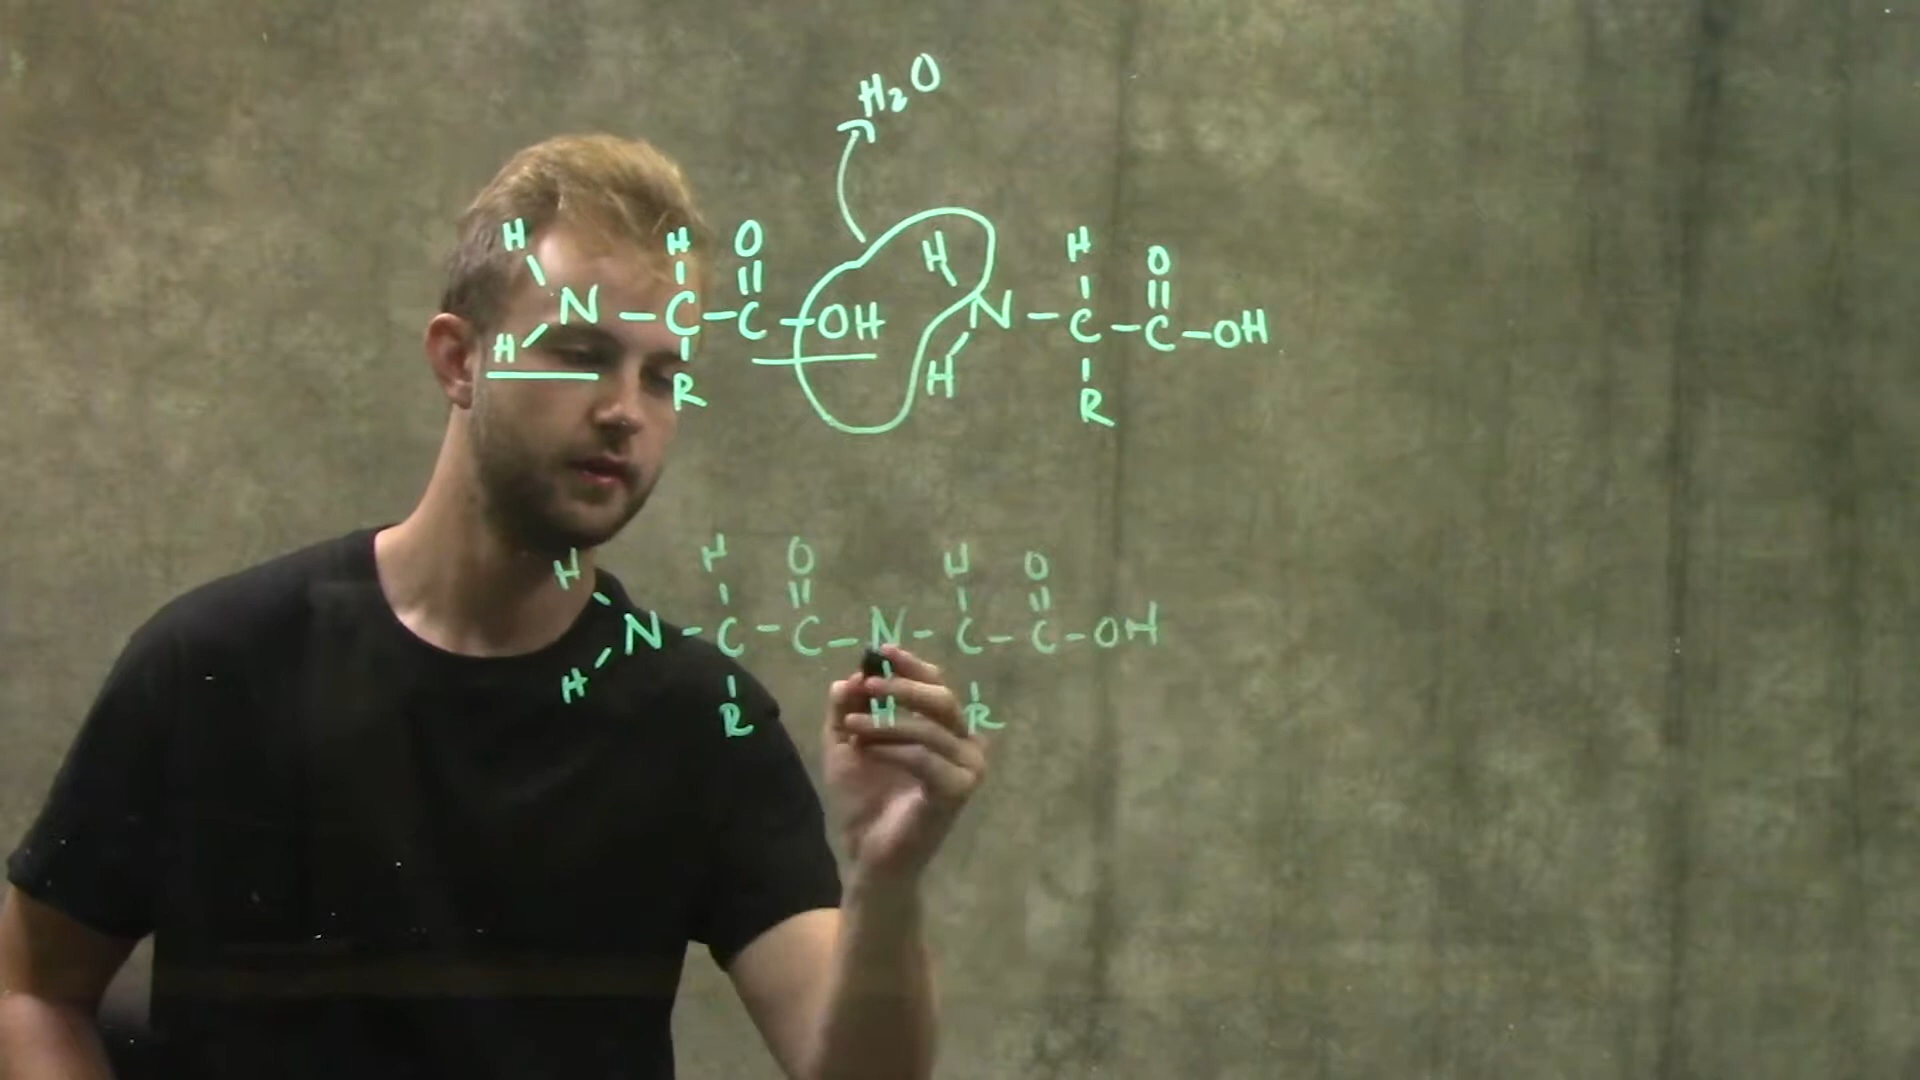 H₂O
H H O H H O
N – C – C – OH N – C – C – OH
H R H R
H H O H O
N – C – C – N – C – C – OH
H R H R